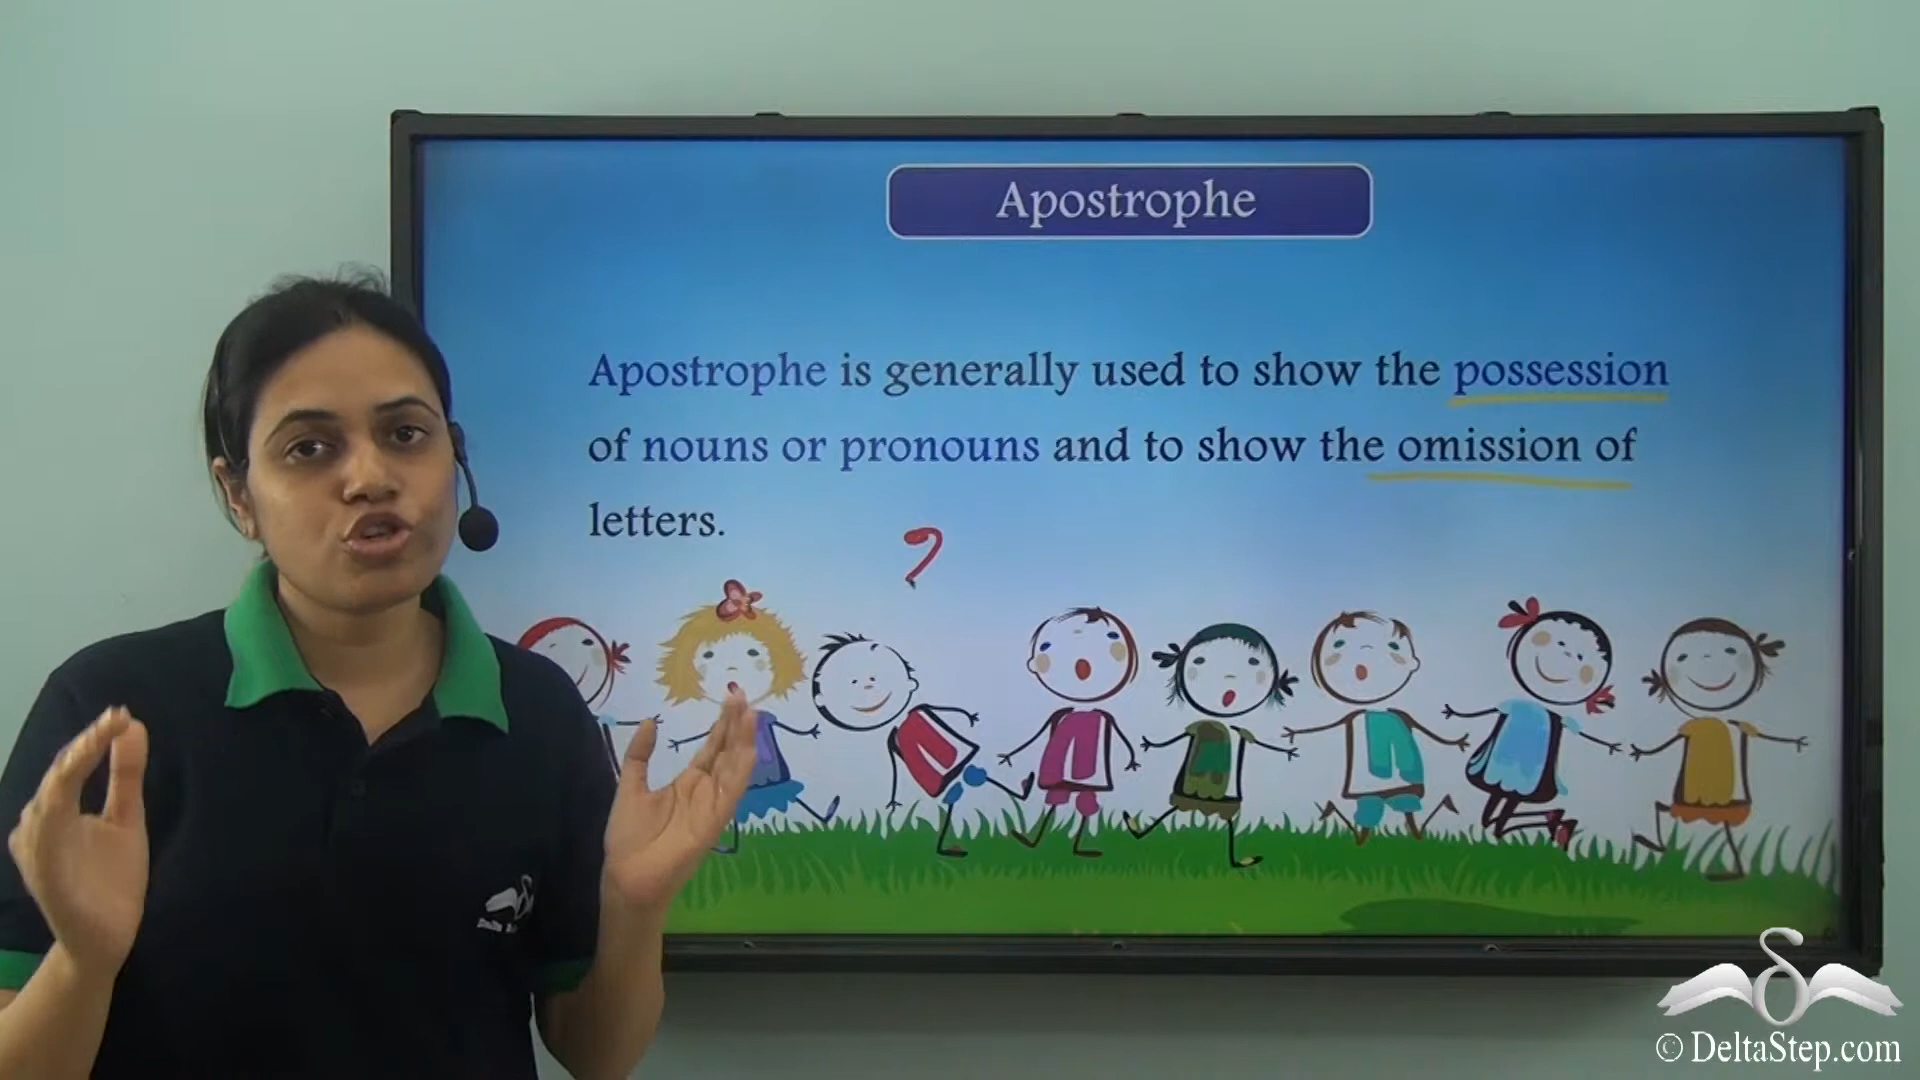 Apostrophe
Apostrophe is generally used to show the possession
of nouns or pronouns and to show the omission of
letters.
© DeltaStep.com